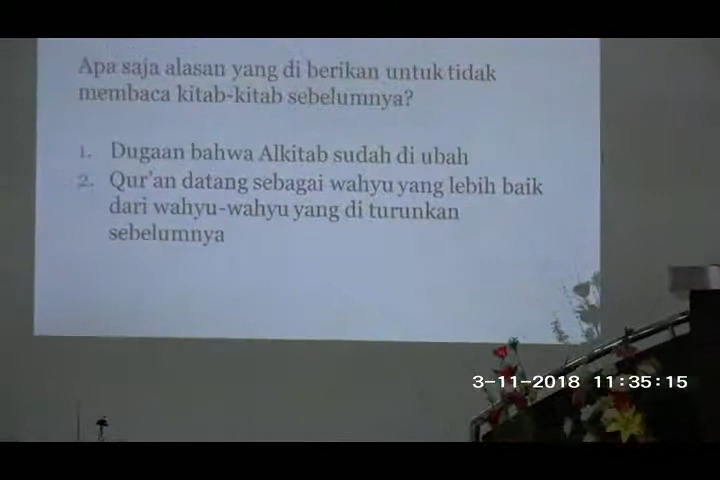 Apa saja alasan yang di berikan untuk tidak
membaca kitab-kitab sebelumnya?
1. Dugaan bahwa Alkitab sudah di ubah
2. Qur'an datang sebagai wahyu yang lebih baik
dari wahyu-wahyu yang di turunkan
sebelumnya
3-11-2018 11:35:15